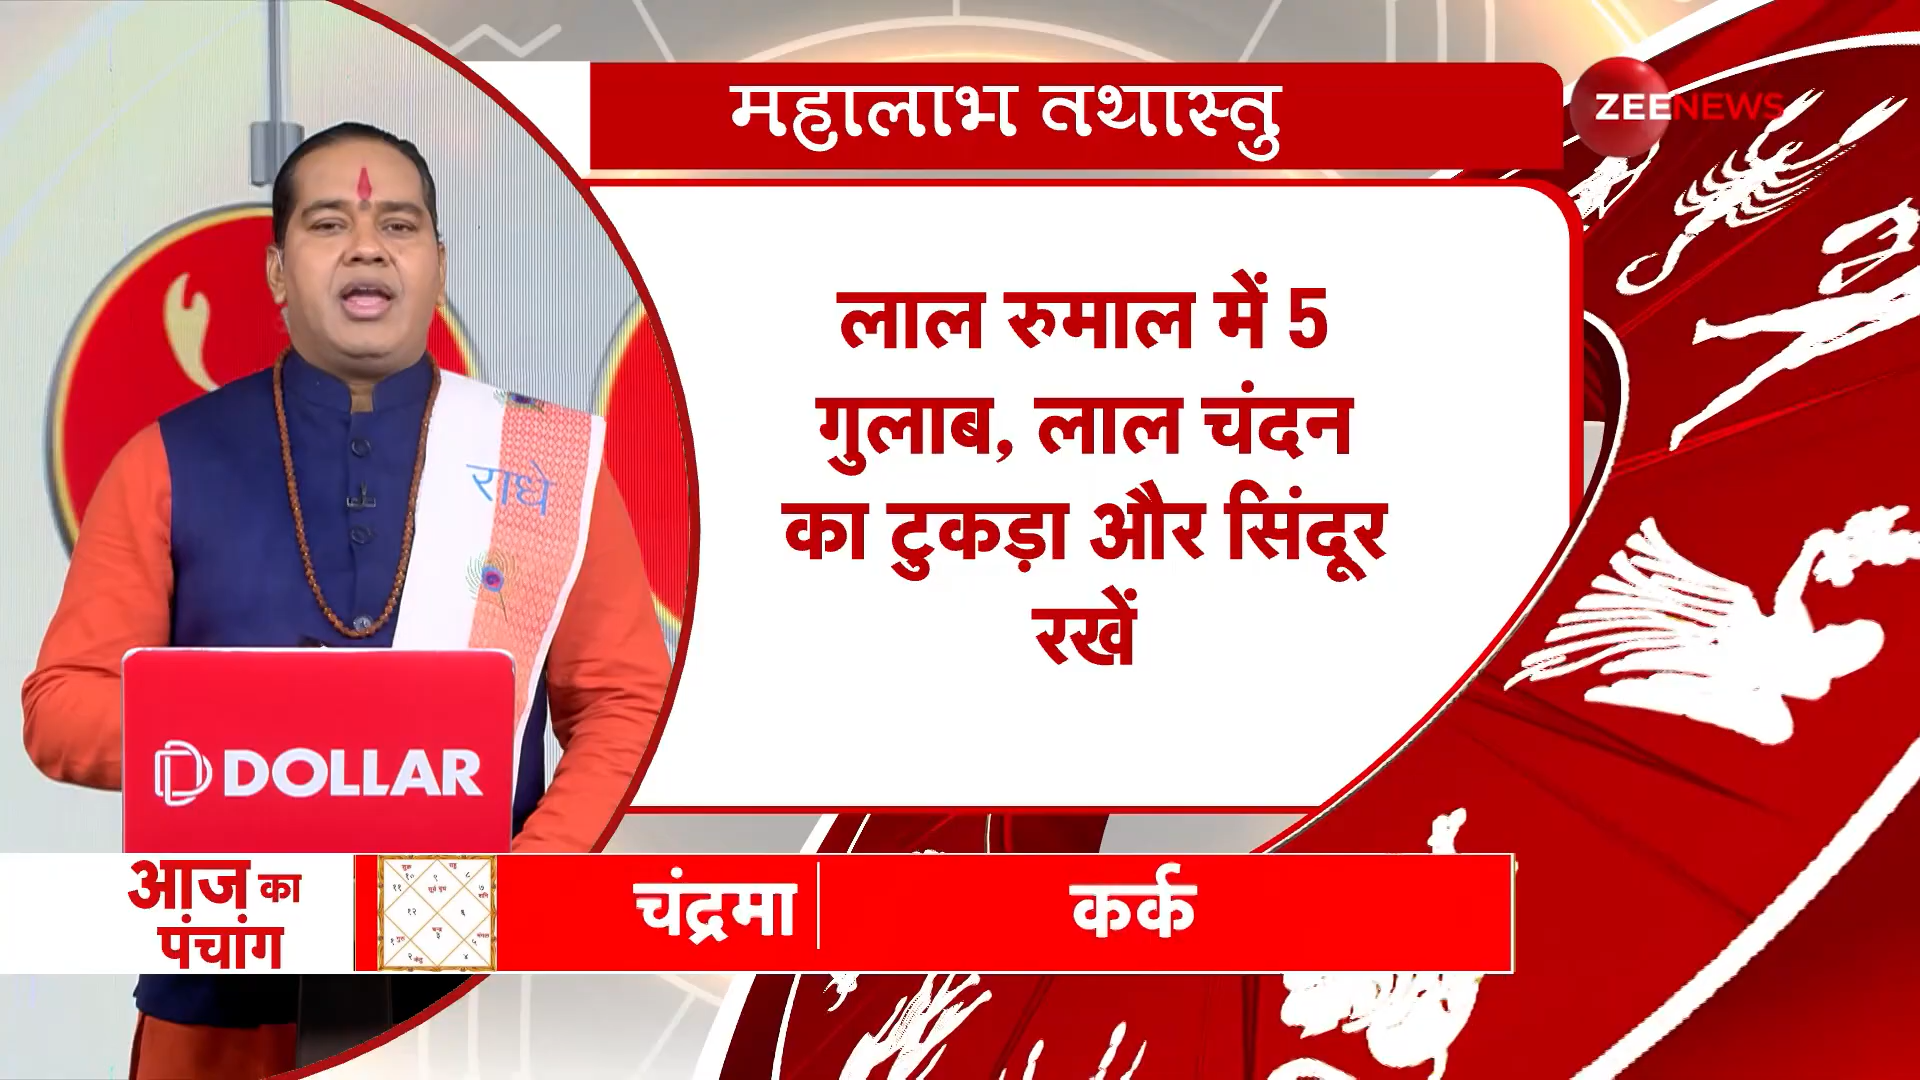 महालाभ तथास्तु
ZEENEWS
लाल रुमाल में 5
गुलाब, लाल चंदन
का टुकड़ा और सिंदूर
रखें
राधे
DOLLAR
आज का
पंचांग
चंद्रमा
कर्क